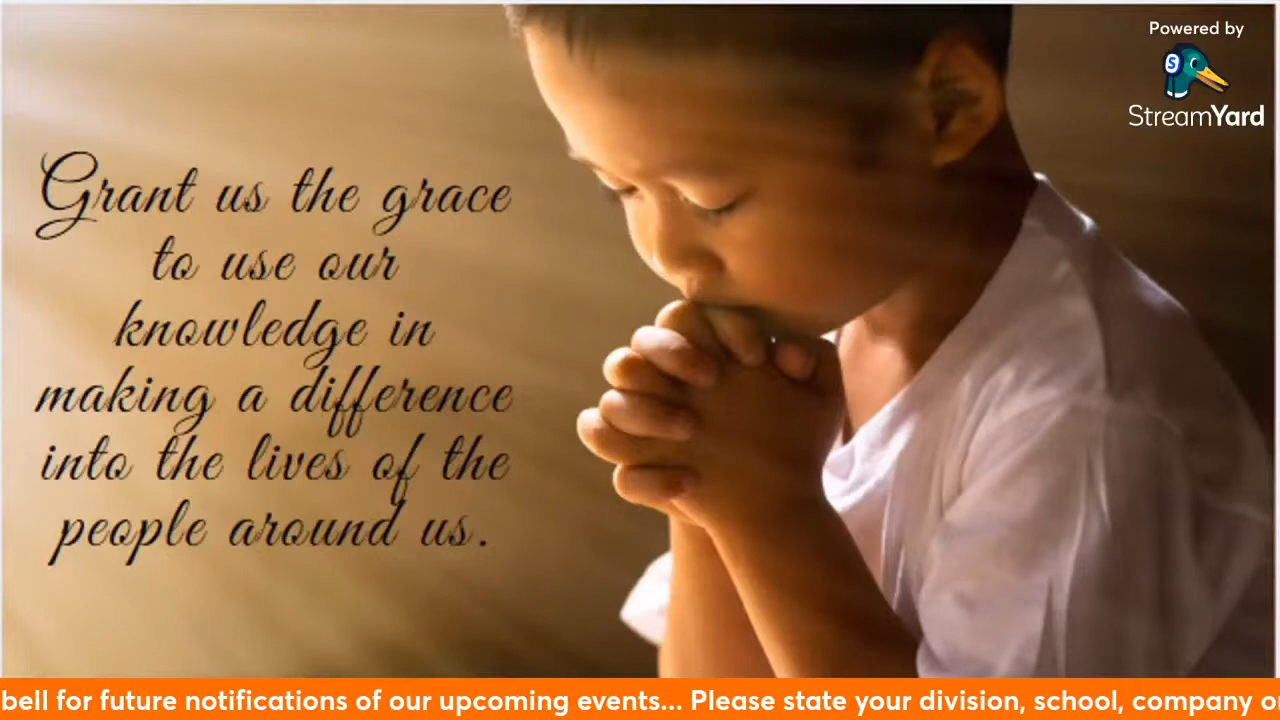 Powered by
S
StreamYard
Grant us the grace
to use our
knowledge in
making a difference
into the lives of the
people around us.
bell for future notifications of our upcoming events... Please state your division, school, company